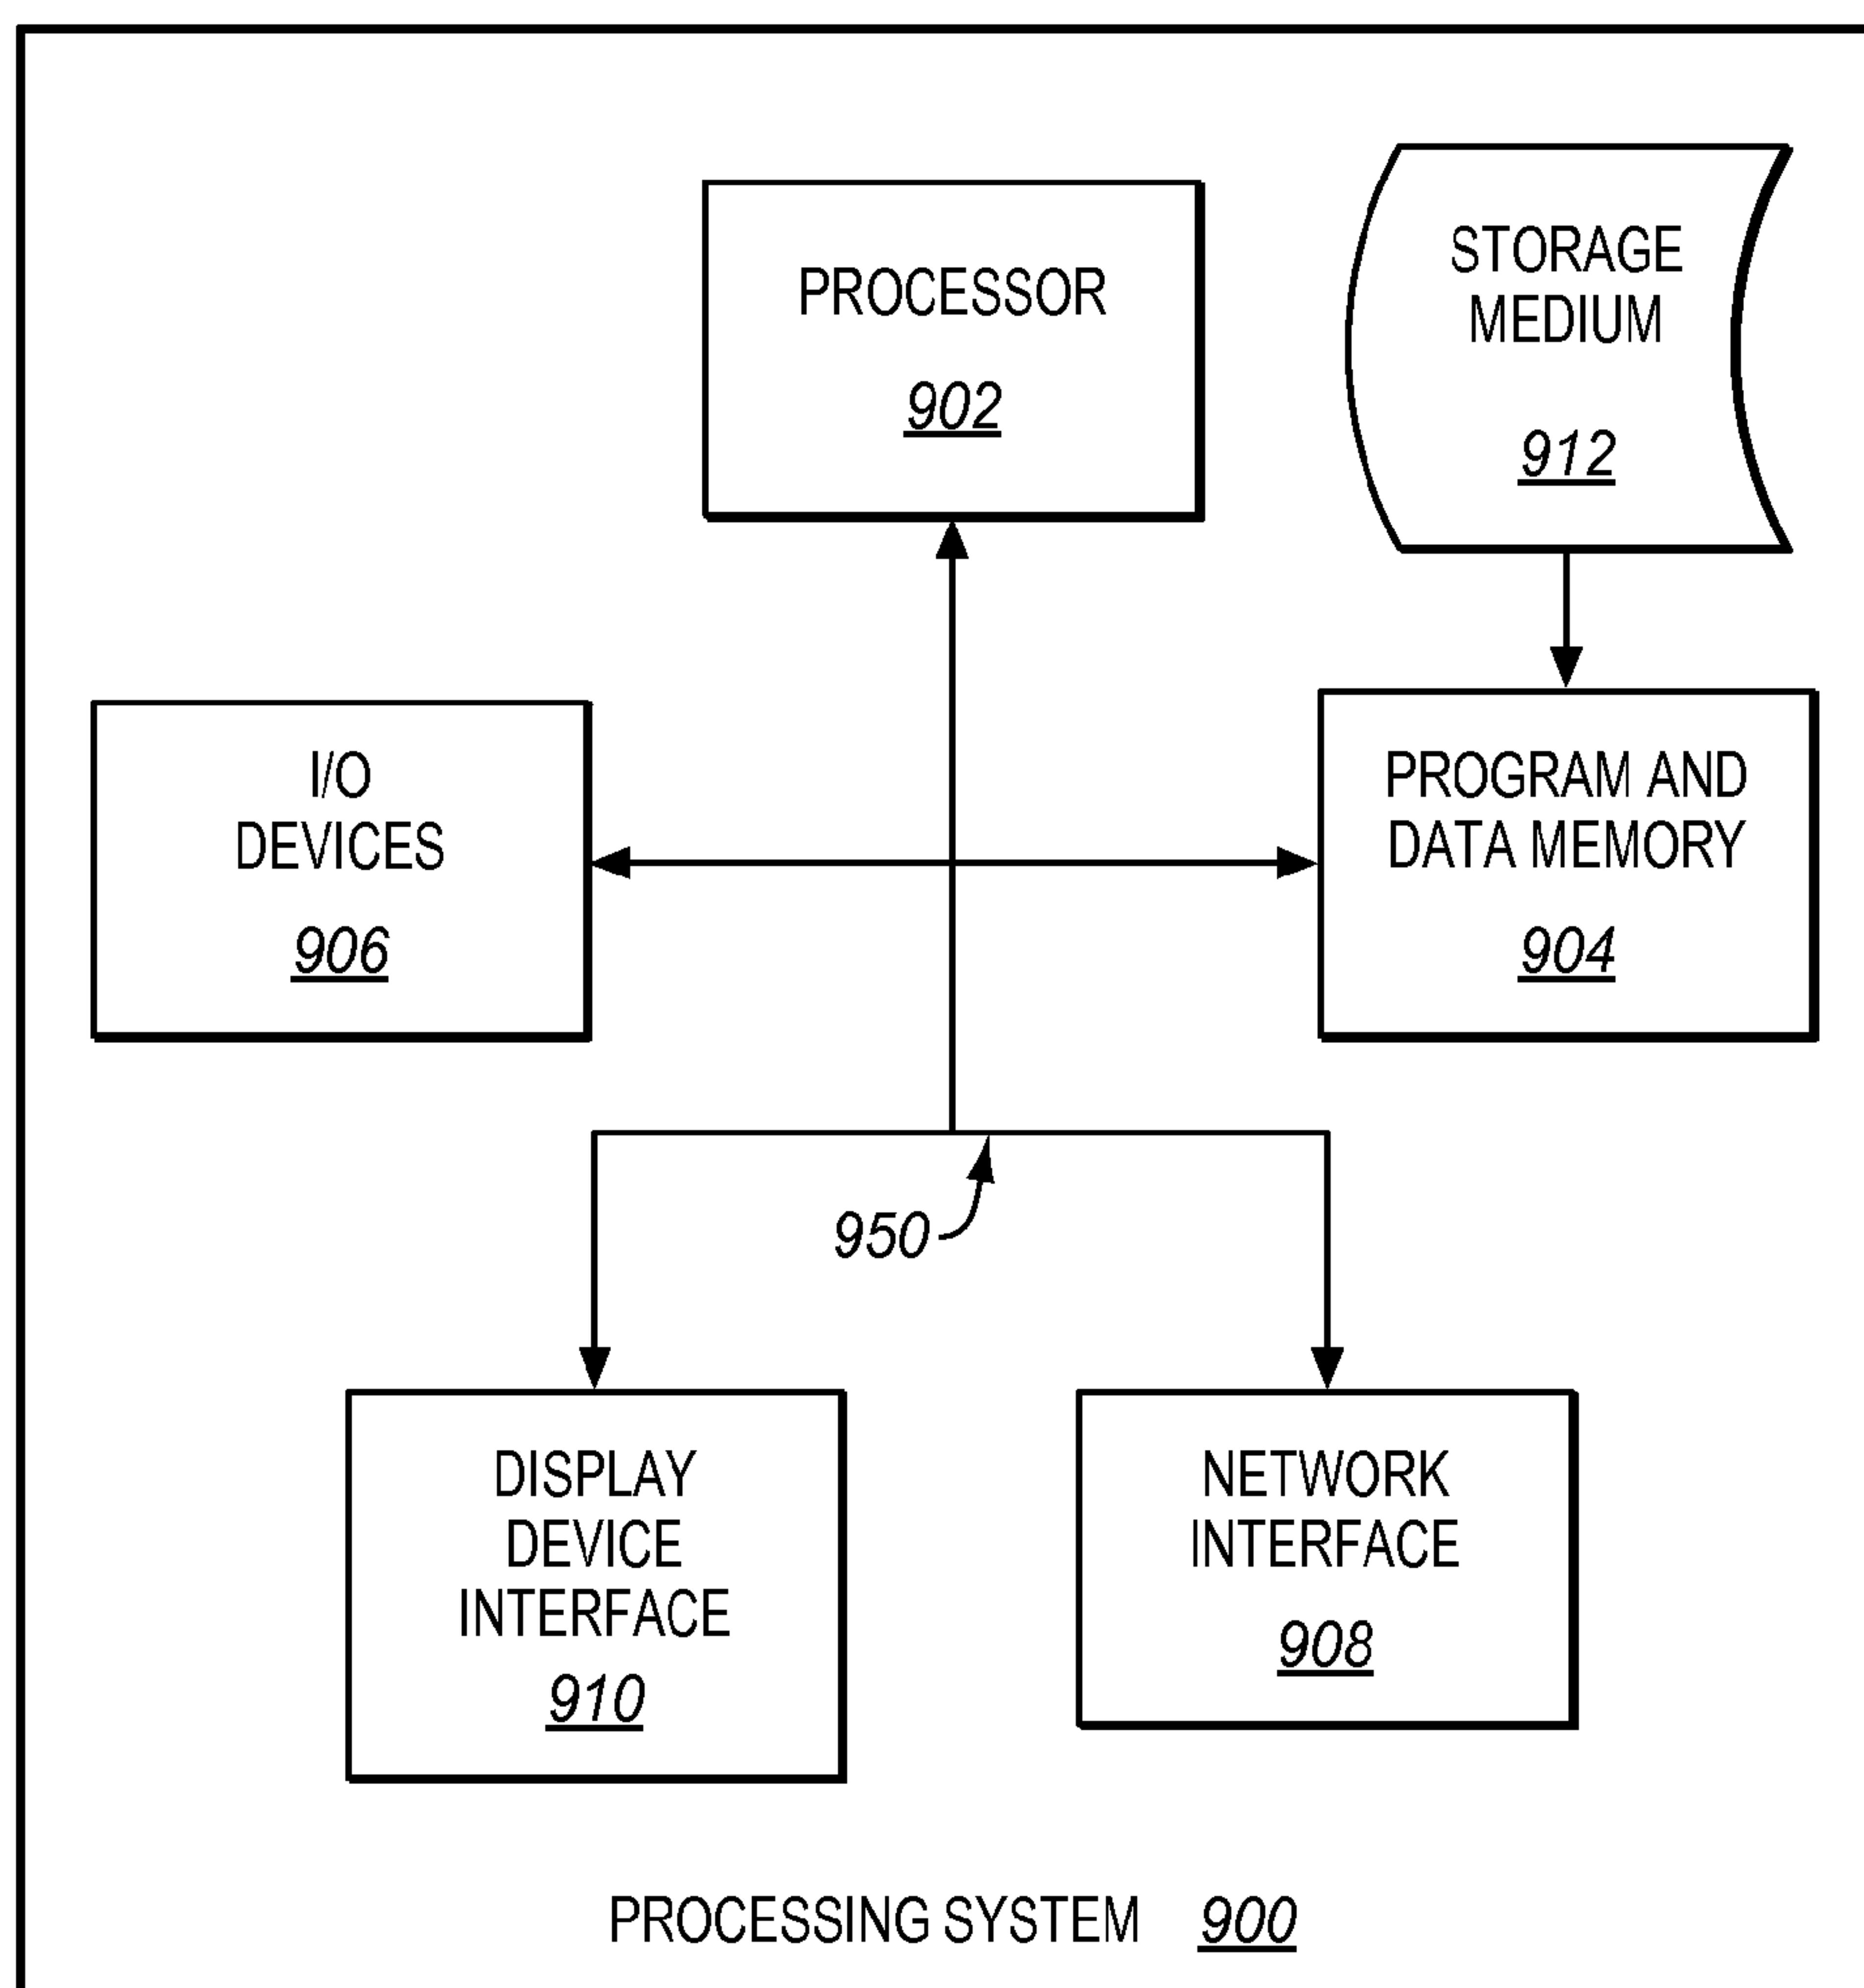 PROCESSOR
902
STORAGE
MEDIUM
912
I/O
DEVICES
906
PROGRAM AND
DATA MEMORY
904
950
DISPLAY
DEVICE
INTERFACE
910
NETWORK
INTERFACE
908
PROCESSING SYSTEM 900